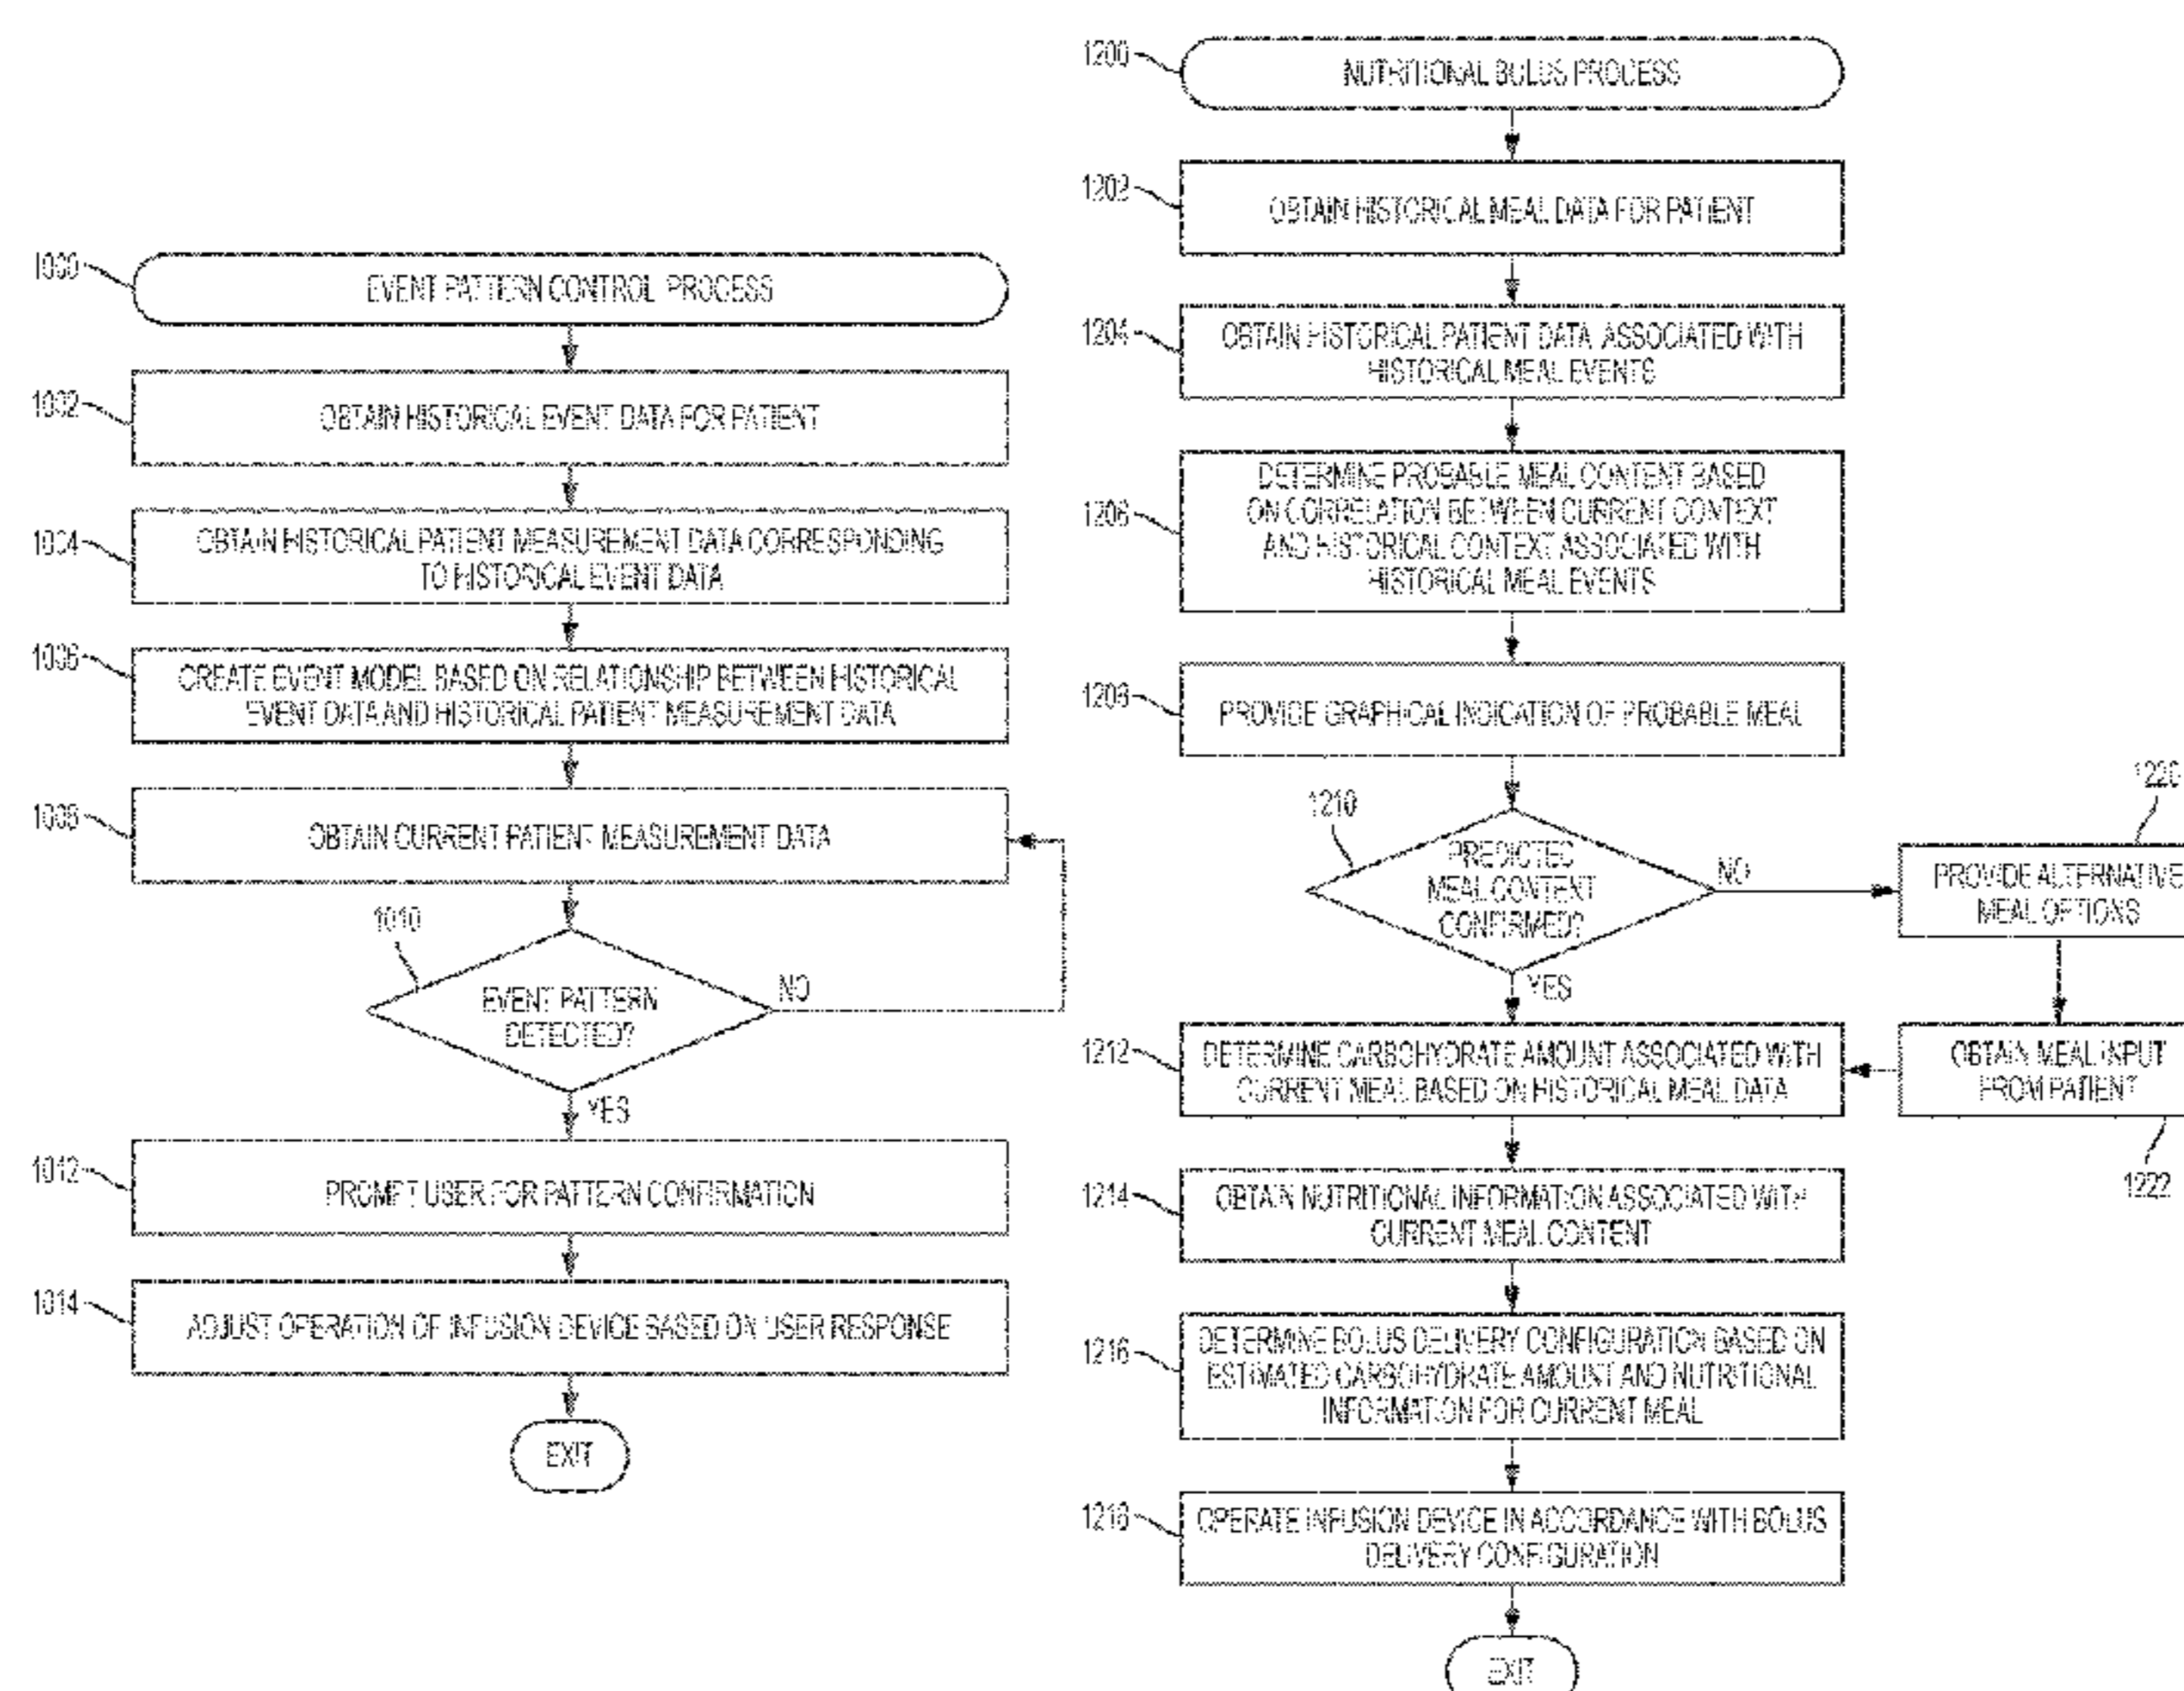 1000
EVENT PATTERN CONTROL PROCESS
1002
OBTAIN HISTORICAL EVENT DATA FOR PATIENT
1004
OBTAIN HISTORICAL PATIENT MEASUREMENT DATA CORRESPONDING
TO HISTORICAL EVENT DATA
1006
CREATE EVENT MODEL BASED ON RELATIONSHIP BETWEEN HISTORICAL
EVENT DATA AND HISTORICAL PATIENT MEASUREMENT DATA
1008
OBTAIN CURRENT PATIENT MEASUREMENT DATA
1010
EVENT PATTERN
DETECTED?
NO
YES
1012
PROMPT USER FOR PATTERN CONFIRMATION
1014
ADJUST OPERATION OF INFUSION DEVICE BASED ON USER RESPONSE
EXIT
1200
NUTRITIONAL BOLUS PROCESS
1202
OBTAIN HISTORICAL MEAL DATA FOR PATIENT
1204
OBTAIN HISTORICAL PATIENT DATA ASSOCIATED WITH
HISTORICAL MEAL EVENTS
1206
DETERMINE PROBABLE MEAL CONTENT BASED
ON CORRELATION BETWEEN CURRENT CONTEXT
AND HISTORICAL CONTEXT ASSOCIATED WITH
HISTORICAL MEAL EVENTS
1208
PROVIDE GRAPHICAL INDICATION OF PROBABLE MEAL
1210
PREDICTED
MEAL CONTENT
CONFIRMED?
NO
YES
1220
PROVIDE ALTERNATIVE
MEAL OPTIONS
OBTAIN MEAL INPUT
FROM PATIENT
1222
1212
DETERMINE CARBOHYDRATE AMOUNT ASSOCIATED WITH
CURRENT MEAL BASED ON HISTORICAL MEAL DATA
1214
OBTAIN NUTRITIONAL INFORMATION ASSOCIATED WITH
CURRENT MEAL CONTENT
1216
DETERMINE BOLUS DELIVERY CONFIGURATION BASED ON
ESTIMATED CARBOHYDRATE AMOUNT AND NUTRITIONAL
INFORMATION FOR CURRENT MEAL
1218
OPERATE INFUSION DEVICE IN ACCORDANCE WITH BOLUS
DELIVERY CONFIGURATION
EXIT